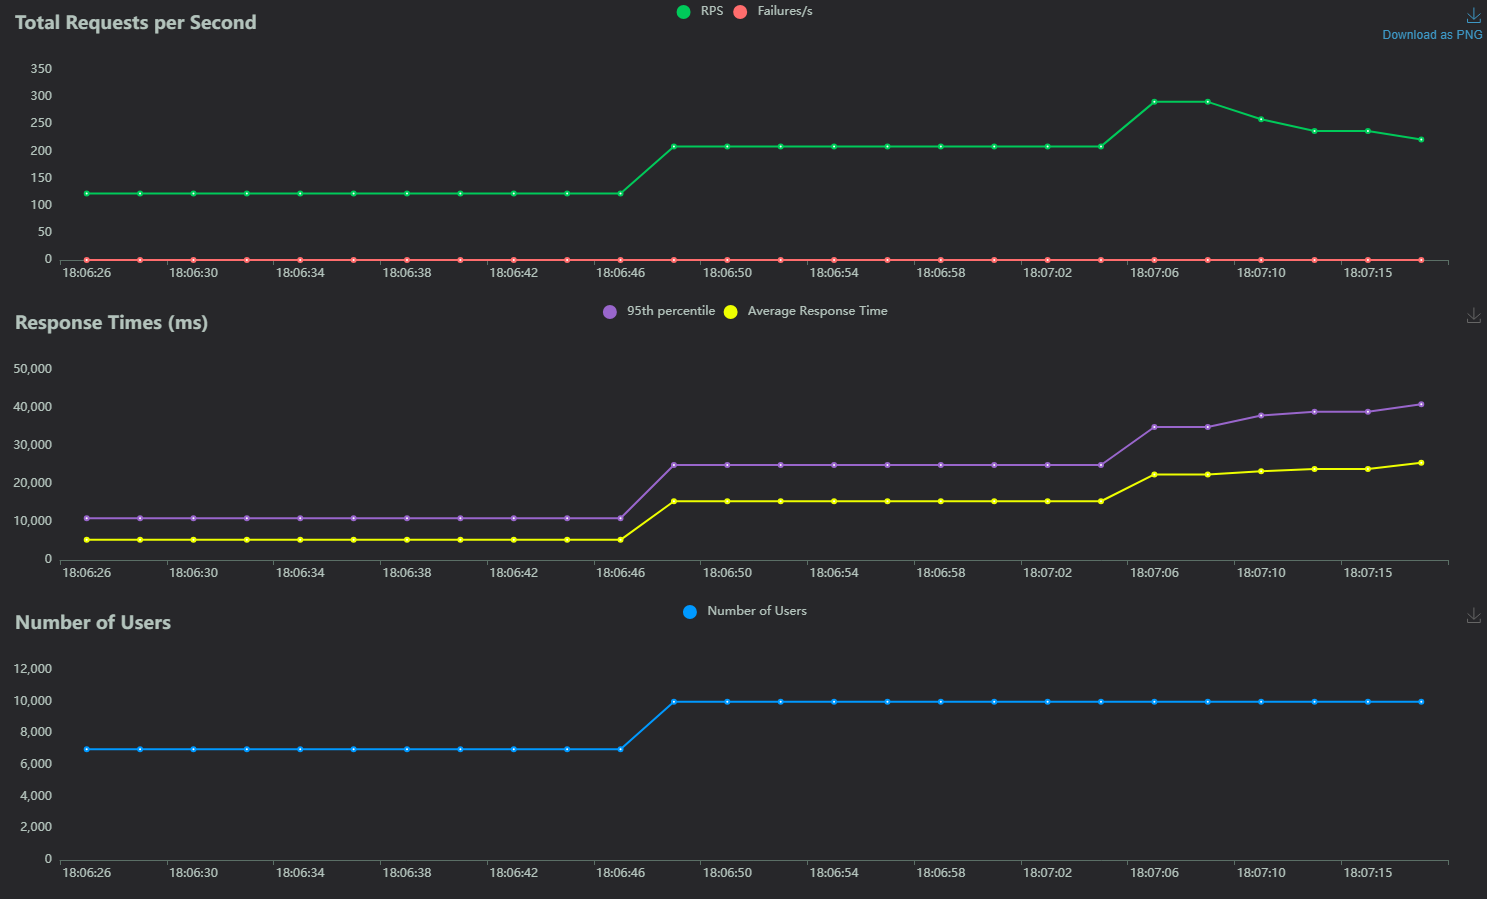 Total Requests per Second
RPS Failures/s
Download as PNG
350
300
250
200
150
100
50
0
18:06:26 18:06:30 18:06:34 18:06:38 18:06:42 18:06:46 18:06:50 18:06:54 18:06:58 18:07:02 18:07:06 18:07:10 18:07:15
Response Times (ms)
95th percentile Average Response Time
50,000
40,000
30,000
20,000
10,000
0
18:06:26 18:06:30 18:06:34 18:06:38 18:06:42 18:06:46 18:06:50 18:06:54 18:06:58 18:07:02 18:07:06 18:07:10 18:07:15
Number of Users
Number of Users
12,000
10,000
8,000
6,000
4,000
2,000
0
18:06:26 18:06:30 18:06:34 18:06:38 18:06:42 18:06:46 18:06:50 18:06:54 18:06:58 18:07:02 18:07:06 18:07:10 18:07:15